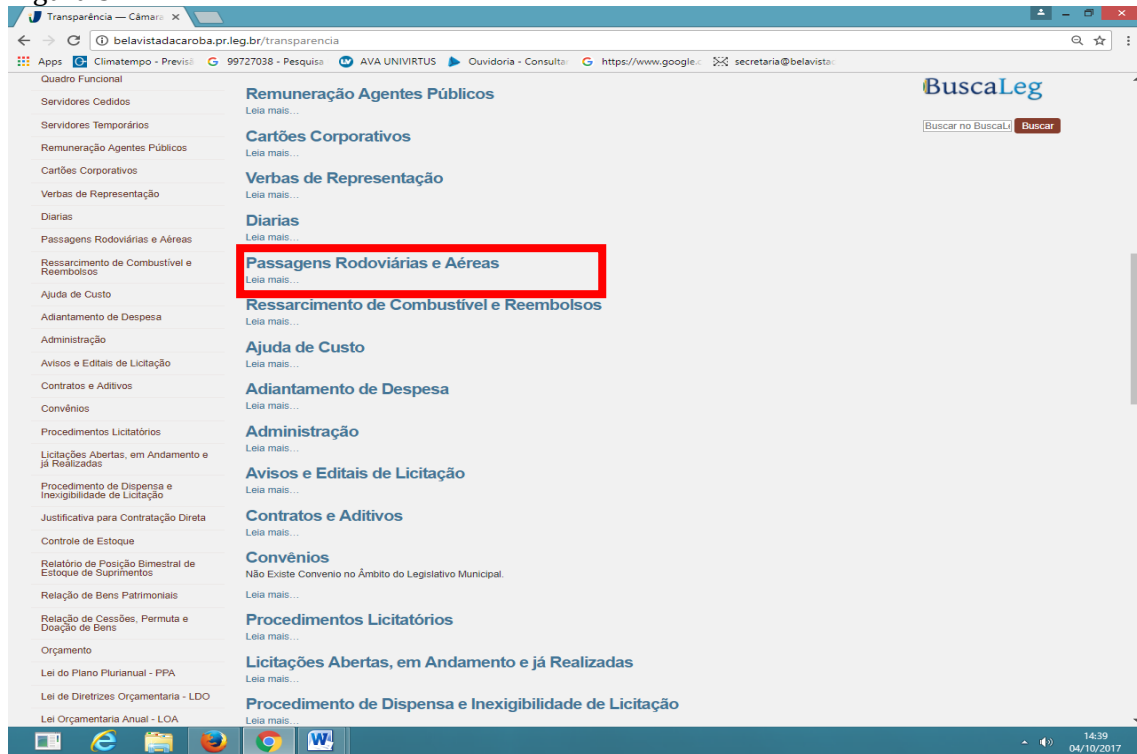 Transparência — Câmara
belavistadacaroba.pr.leg.br/transparencia
Apps
Climatempo - Previsã
99727038 - Pesquisa
AVA UNIVIRTUS
Ouvidoria - Consulta
https://www.google.c
secretaria@belavista
Quadro Funcional
Servidores Cedidos
Servidores Temporários
Remuneração Agentes Públicos
Cartões Corporativos
Verbas de Representação
Diarias
Passagens Rodoviárias e Aéreas
Ressarcimento de Combustível e
Reembolsos
Ajuda de Custo
Adiantamento de Despesa
Administração
Avisos e Editais de Licitação
Contratos e Aditivos
Convênios
Procedimentos Licitatórios
Licitações Abertas, em Andamento e
já Realizadas
Procedimento de Dispensa e
Inexigibilidade de Licitação
Justificativa para Contratação Direta
Controle de Estoque
Relatório de Posição Bimestral de
Estoque de Suprimentos
Relação de Bens Patrimoniais
Relação de Cessões, Permuta e
Doação de Bens
Orçamento
Lei do Plano Plurianual - PPA
Lei de Diretrizes Orçamentaria - LDO
Lei Orçamentaria Anual - LOA
Remuneração Agentes Públicos
Leia mais…
Cartões Corporativos
Leia mais…
Verbas de Representação
Leia mais…
Diarias
Leia mais…
Passagens Rodoviárias e Aéreas
Leia mais…
Ressarcimento de Combustível e Reembolsos
Leia mais…
Ajuda de Custo
Leia mais…
Adiantamento de Despesa
Leia mais…
Administração
Leia mais…
Avisos e Editais de Licitação
Leia mais…
Contratos e Aditivos
Leia mais…
Convênios
Não Existe Convenio no Âmbito do Legislativo Municipal.
Leia mais…
Procedimentos Licitatórios
Leia mais…
Licitações Abertas, em Andamento e já Realizadas
Leia mais…
Procedimento de Dispensa e Inexigibilidade de Licitação
Leia mais…
BuscaLeg
Buscar no BuscaLe
Buscar
14:39
04/10/2017